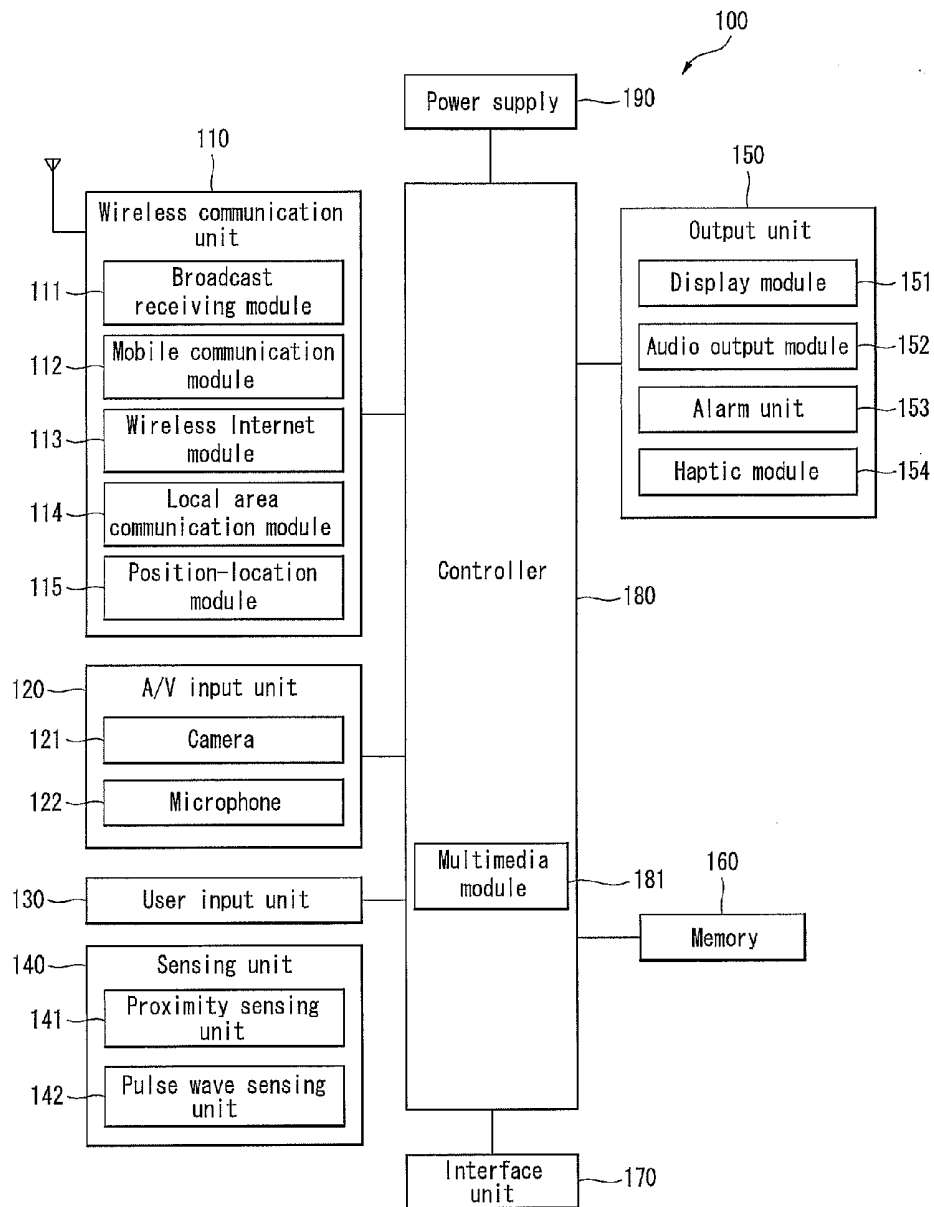 100
Power supply
190
110
Wireless communication
unit
111
Broadcast
receiving module
112
Mobile communication
module
113
Wireless Internet
module
114
Local area
communication module
115
Position-location
module
150
Output unit
Display module
151
Audio output module
152
Alarm unit
153
Haptic module
154
Controller
180
120
A/V input unit
121
Camera
122
Microphone
Multimedia
module
181
130
User input unit
160
Memory
140
Sensing unit
141
Proximity sensing
unit
142
Pulse wave sensing
unit
Interface
unit
170